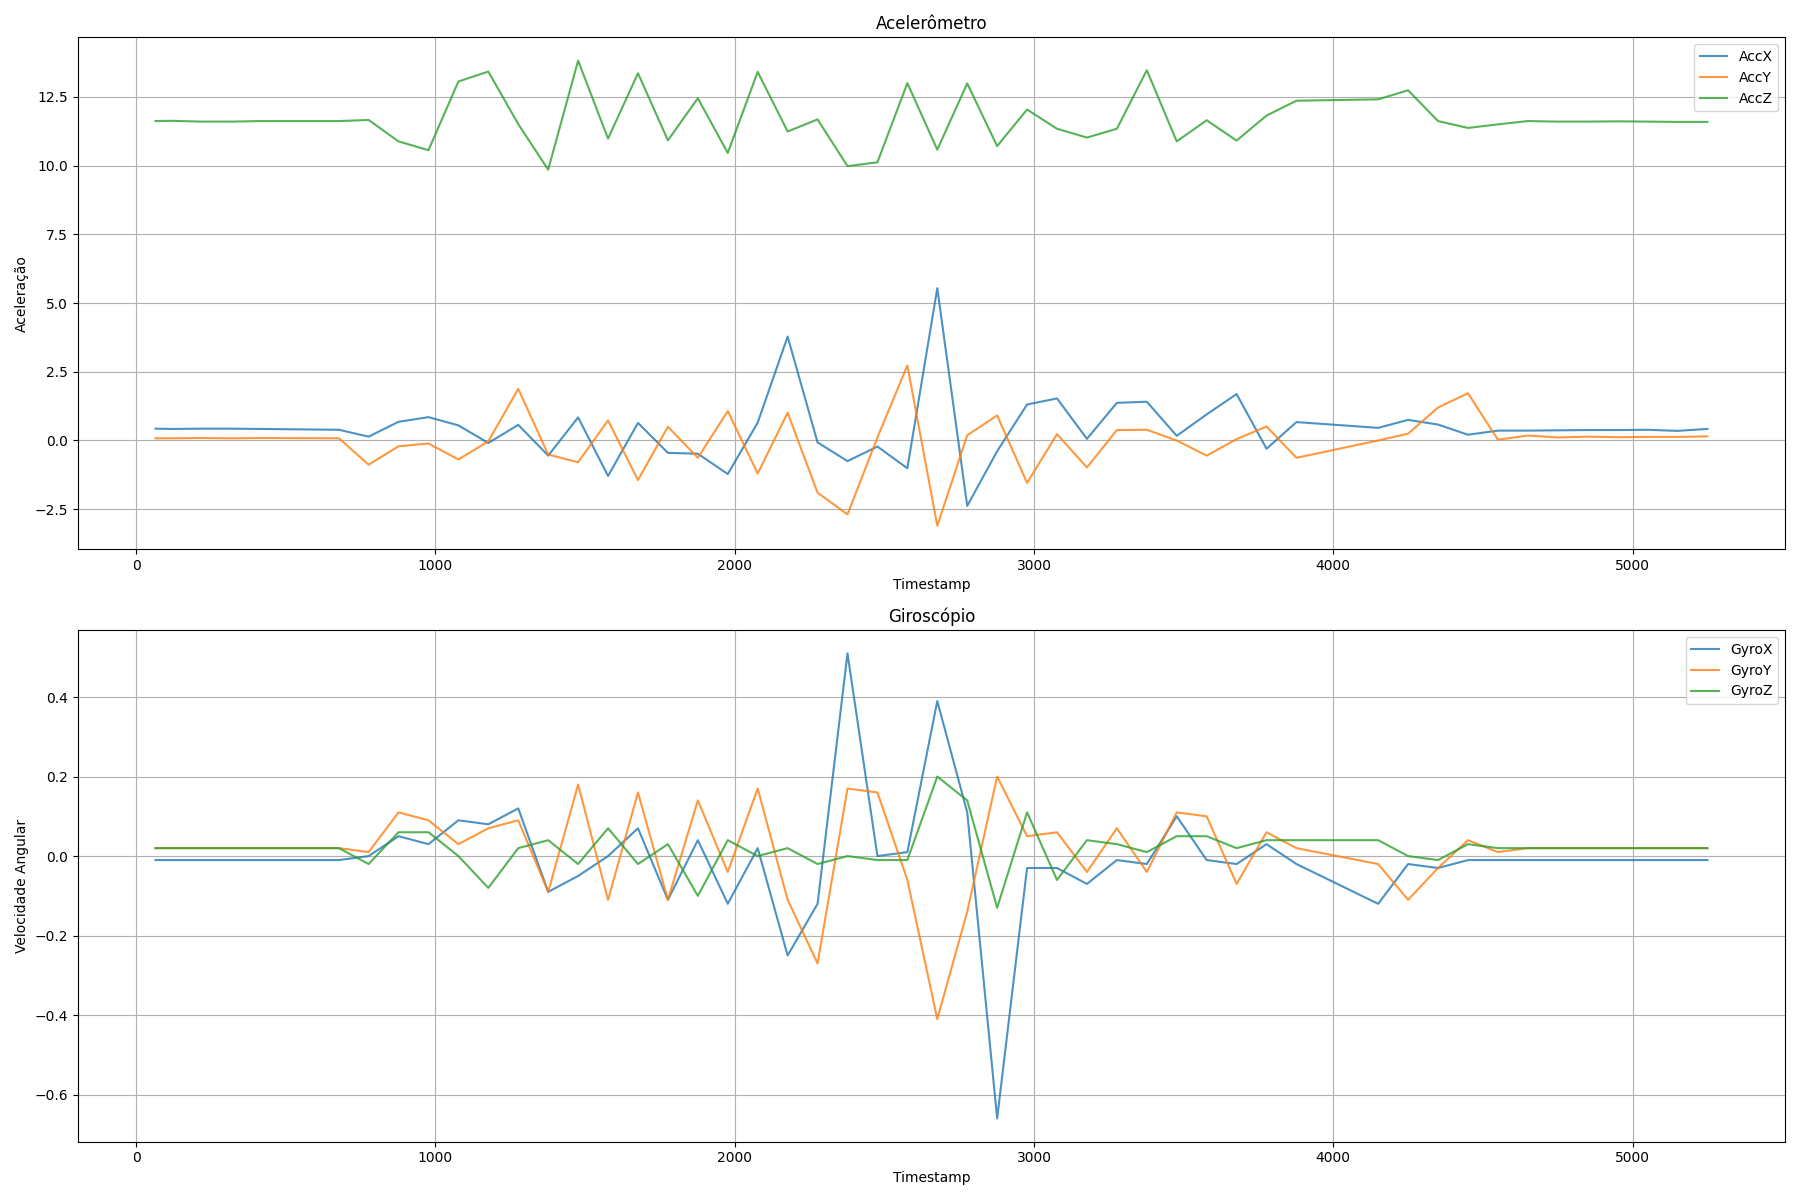 Acelerômetro
AccX
AccY
AccZ
12.5
10.0
7.5
5.0
2.5
0.0
−2.5
Aceleração
0 1000 2000 3000 4000 5000
Timestamp
Giroscópio
GyroX
GyroY
GyroZ
0.4
0.2
0.0
−0.2
−0.4
−0.6
Velocidade Angular
0 1000 2000 3000 4000 5000
Timestamp